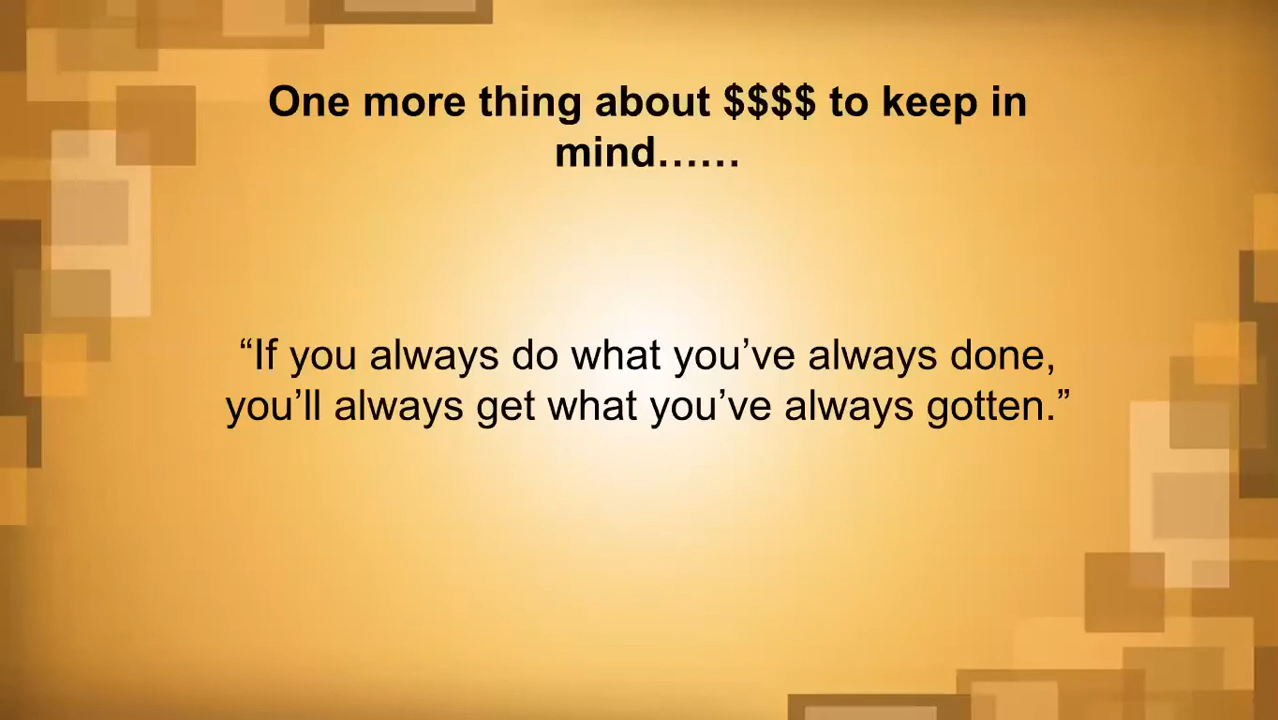 One more thing about $$$$ to keep in
mind……
“If you always do what you’ve always done,
you’ll always get what you’ve always gotten.”